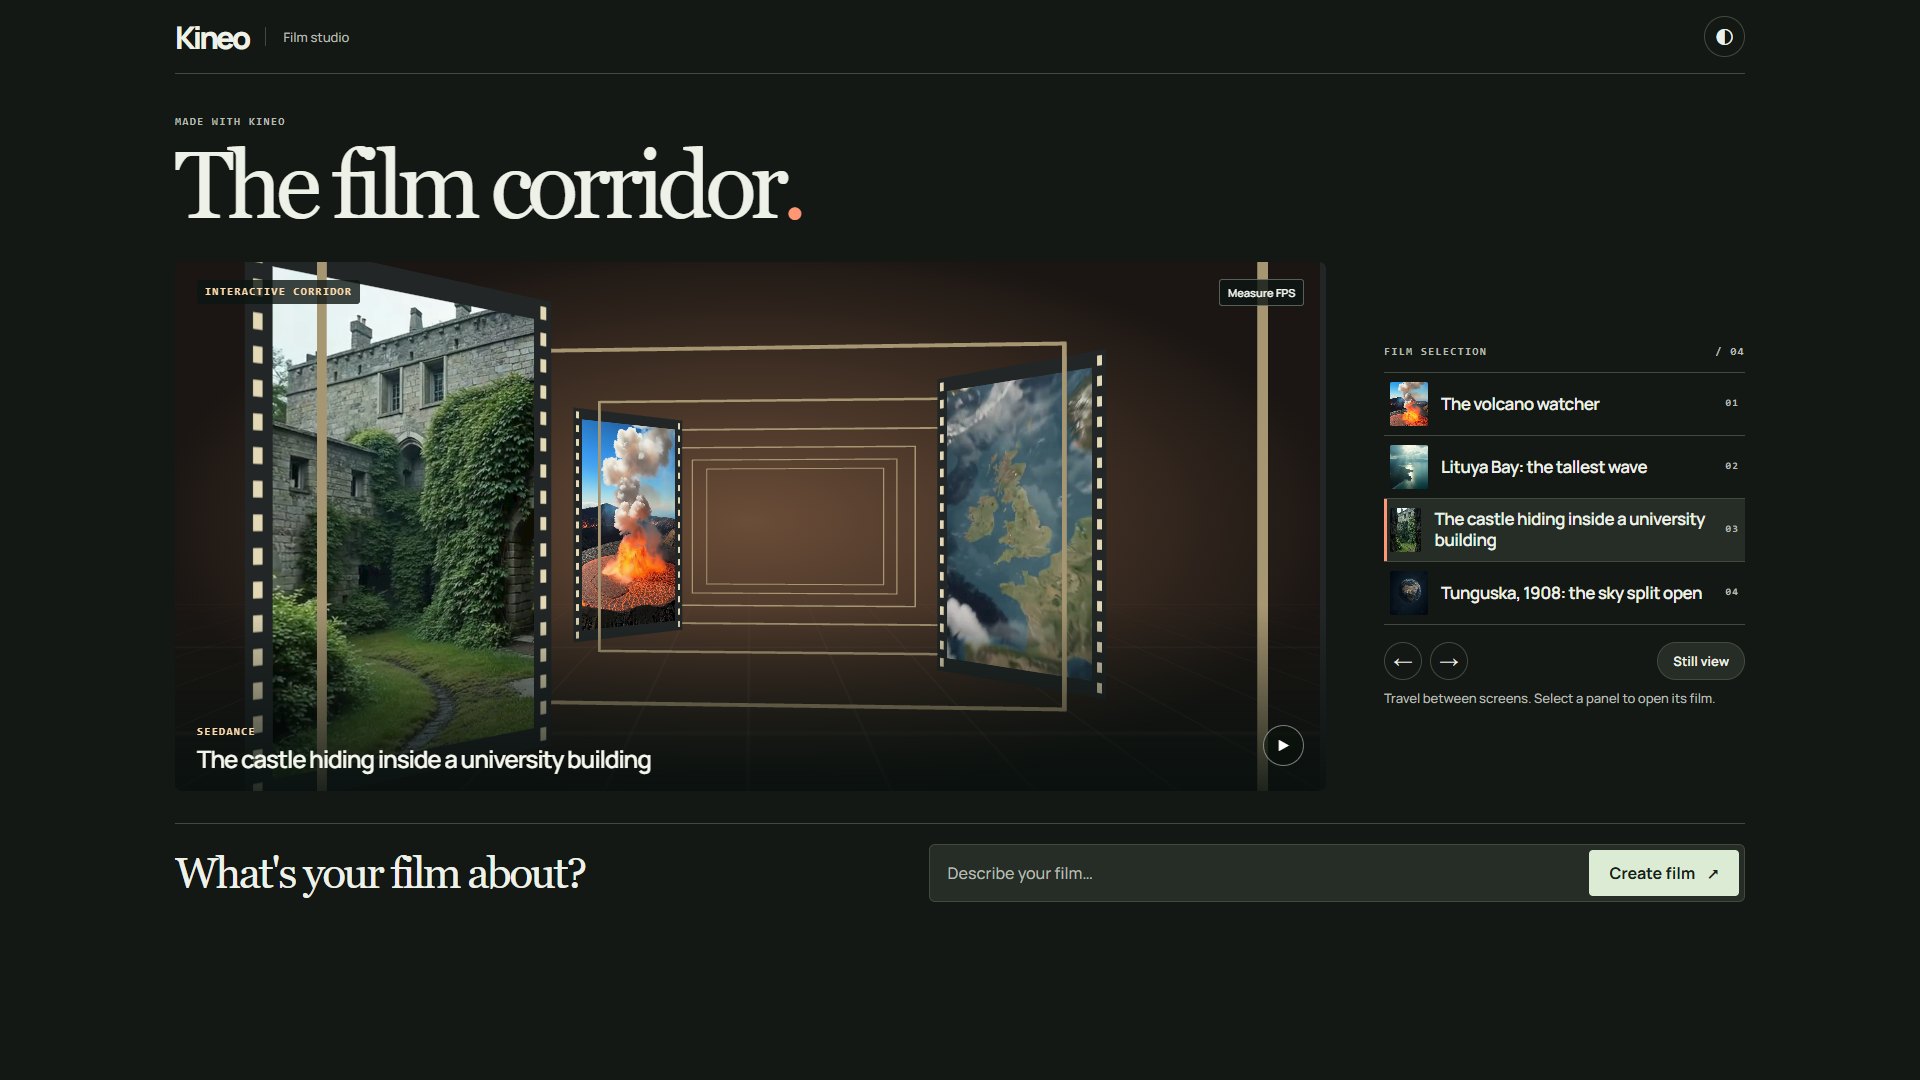 Kineo
Film studio
MADE WITH KINEO
The film corridor.
INTERACTIVE CORRIDOR
Measure FPS
SEEDANCE
The castle hiding inside a university building
FILM SELECTION
/ 04
The volcano watcher
01
Lituya Bay: the tallest wave
02
The castle hiding inside a university
building
03
Tunguska, 1908: the sky split open
04
← →
Still view
Travel between screens. Select a panel to open its film.
What's your film about?
Describe your film…
Create film ↗